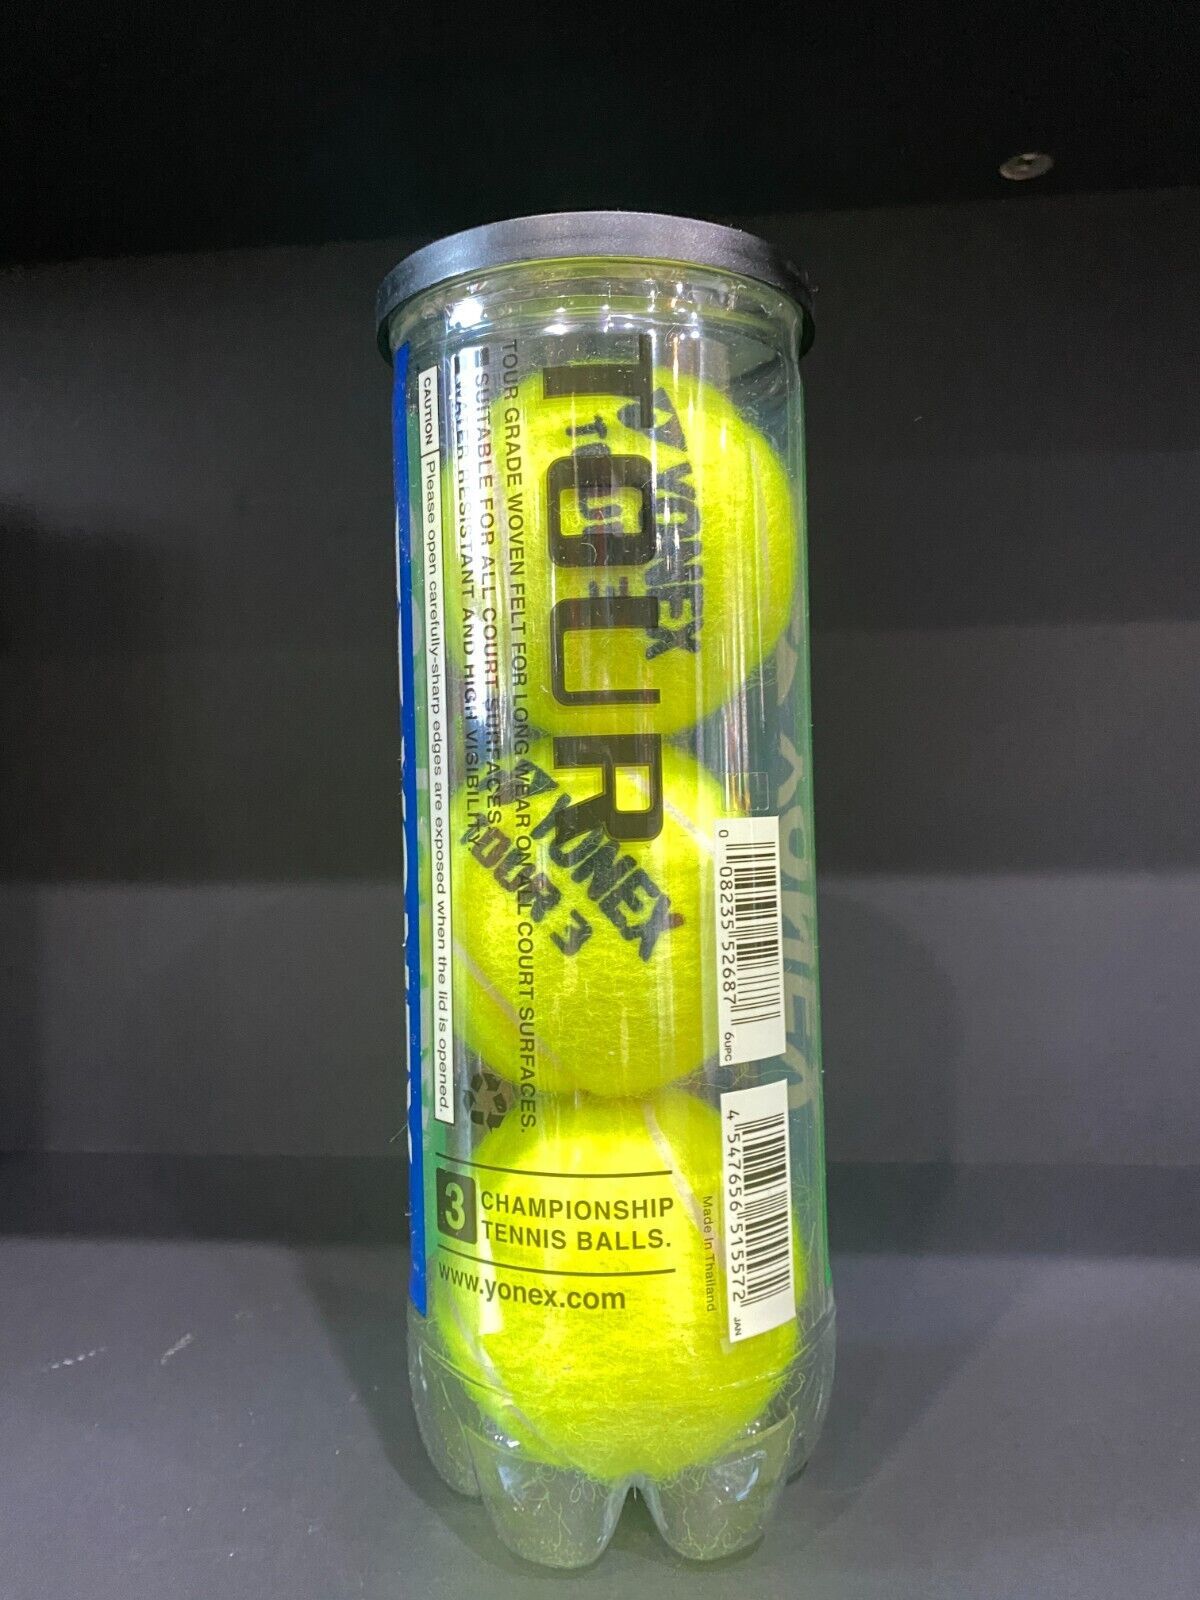 TOUR
TOUR GRADE WOVEN FELT FOR LONG WEAR ON ALL COURT SURFACES.
SUITABLE FOR ALL COURT SURFACES.
WATER RESISTANT AND HIGH VISIBILITY.
CAUTION Please open carefully-sharp edges are exposed when the lid is opened.
YONEX
YONEX
TOUR 3
0 08235 52687 6 UPC
4 547656 515572 JAN
Made In Thailand
3 CHAMPIONSHIP
TENNIS BALLS.
www.yonex.com
YONEX